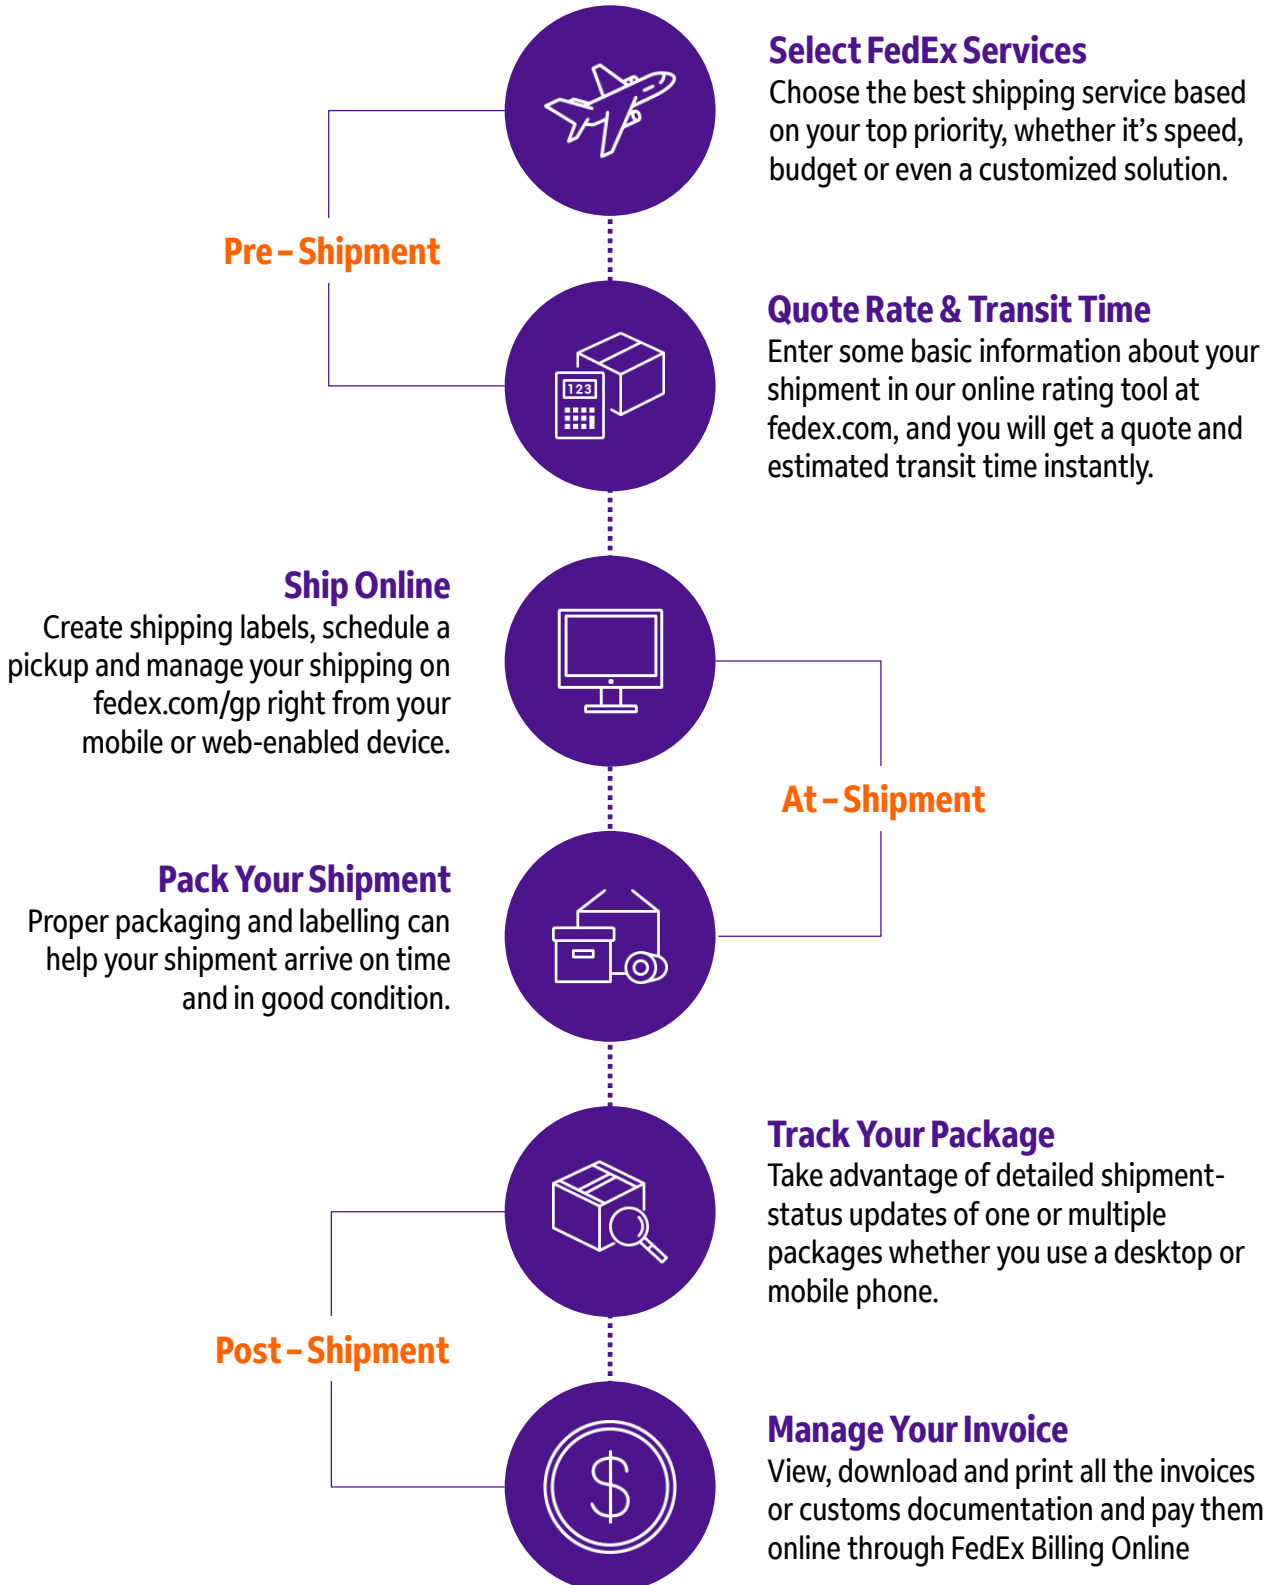 Select FedEx Services
Choose the best shipping service based
on your top priority, whether it’s speed,
budget or even a customized solution.
Pre – Shipment
Quote Rate & Transit Time
Enter some basic information about your
shipment in our online rating tool at
fedex.com, and you will get a quote and
estimated transit time instantly.
123
Ship Online
Create shipping labels, schedule a
pickup and manage your shipping on
fedex.com/gp right from your
mobile or web-enabled device.
At – Shipment
Pack Your Shipment
Proper packaging and labelling can
help your shipment arrive on time
and in good condition.
Track Your Package
Take advantage of detailed shipment-
status updates of one or multiple
packages whether you use a desktop or
mobile phone.
Post – Shipment
Manage Your Invoice
View, download and print all the invoices
or customs documentation and pay them
online through FedEx Billing Online
$